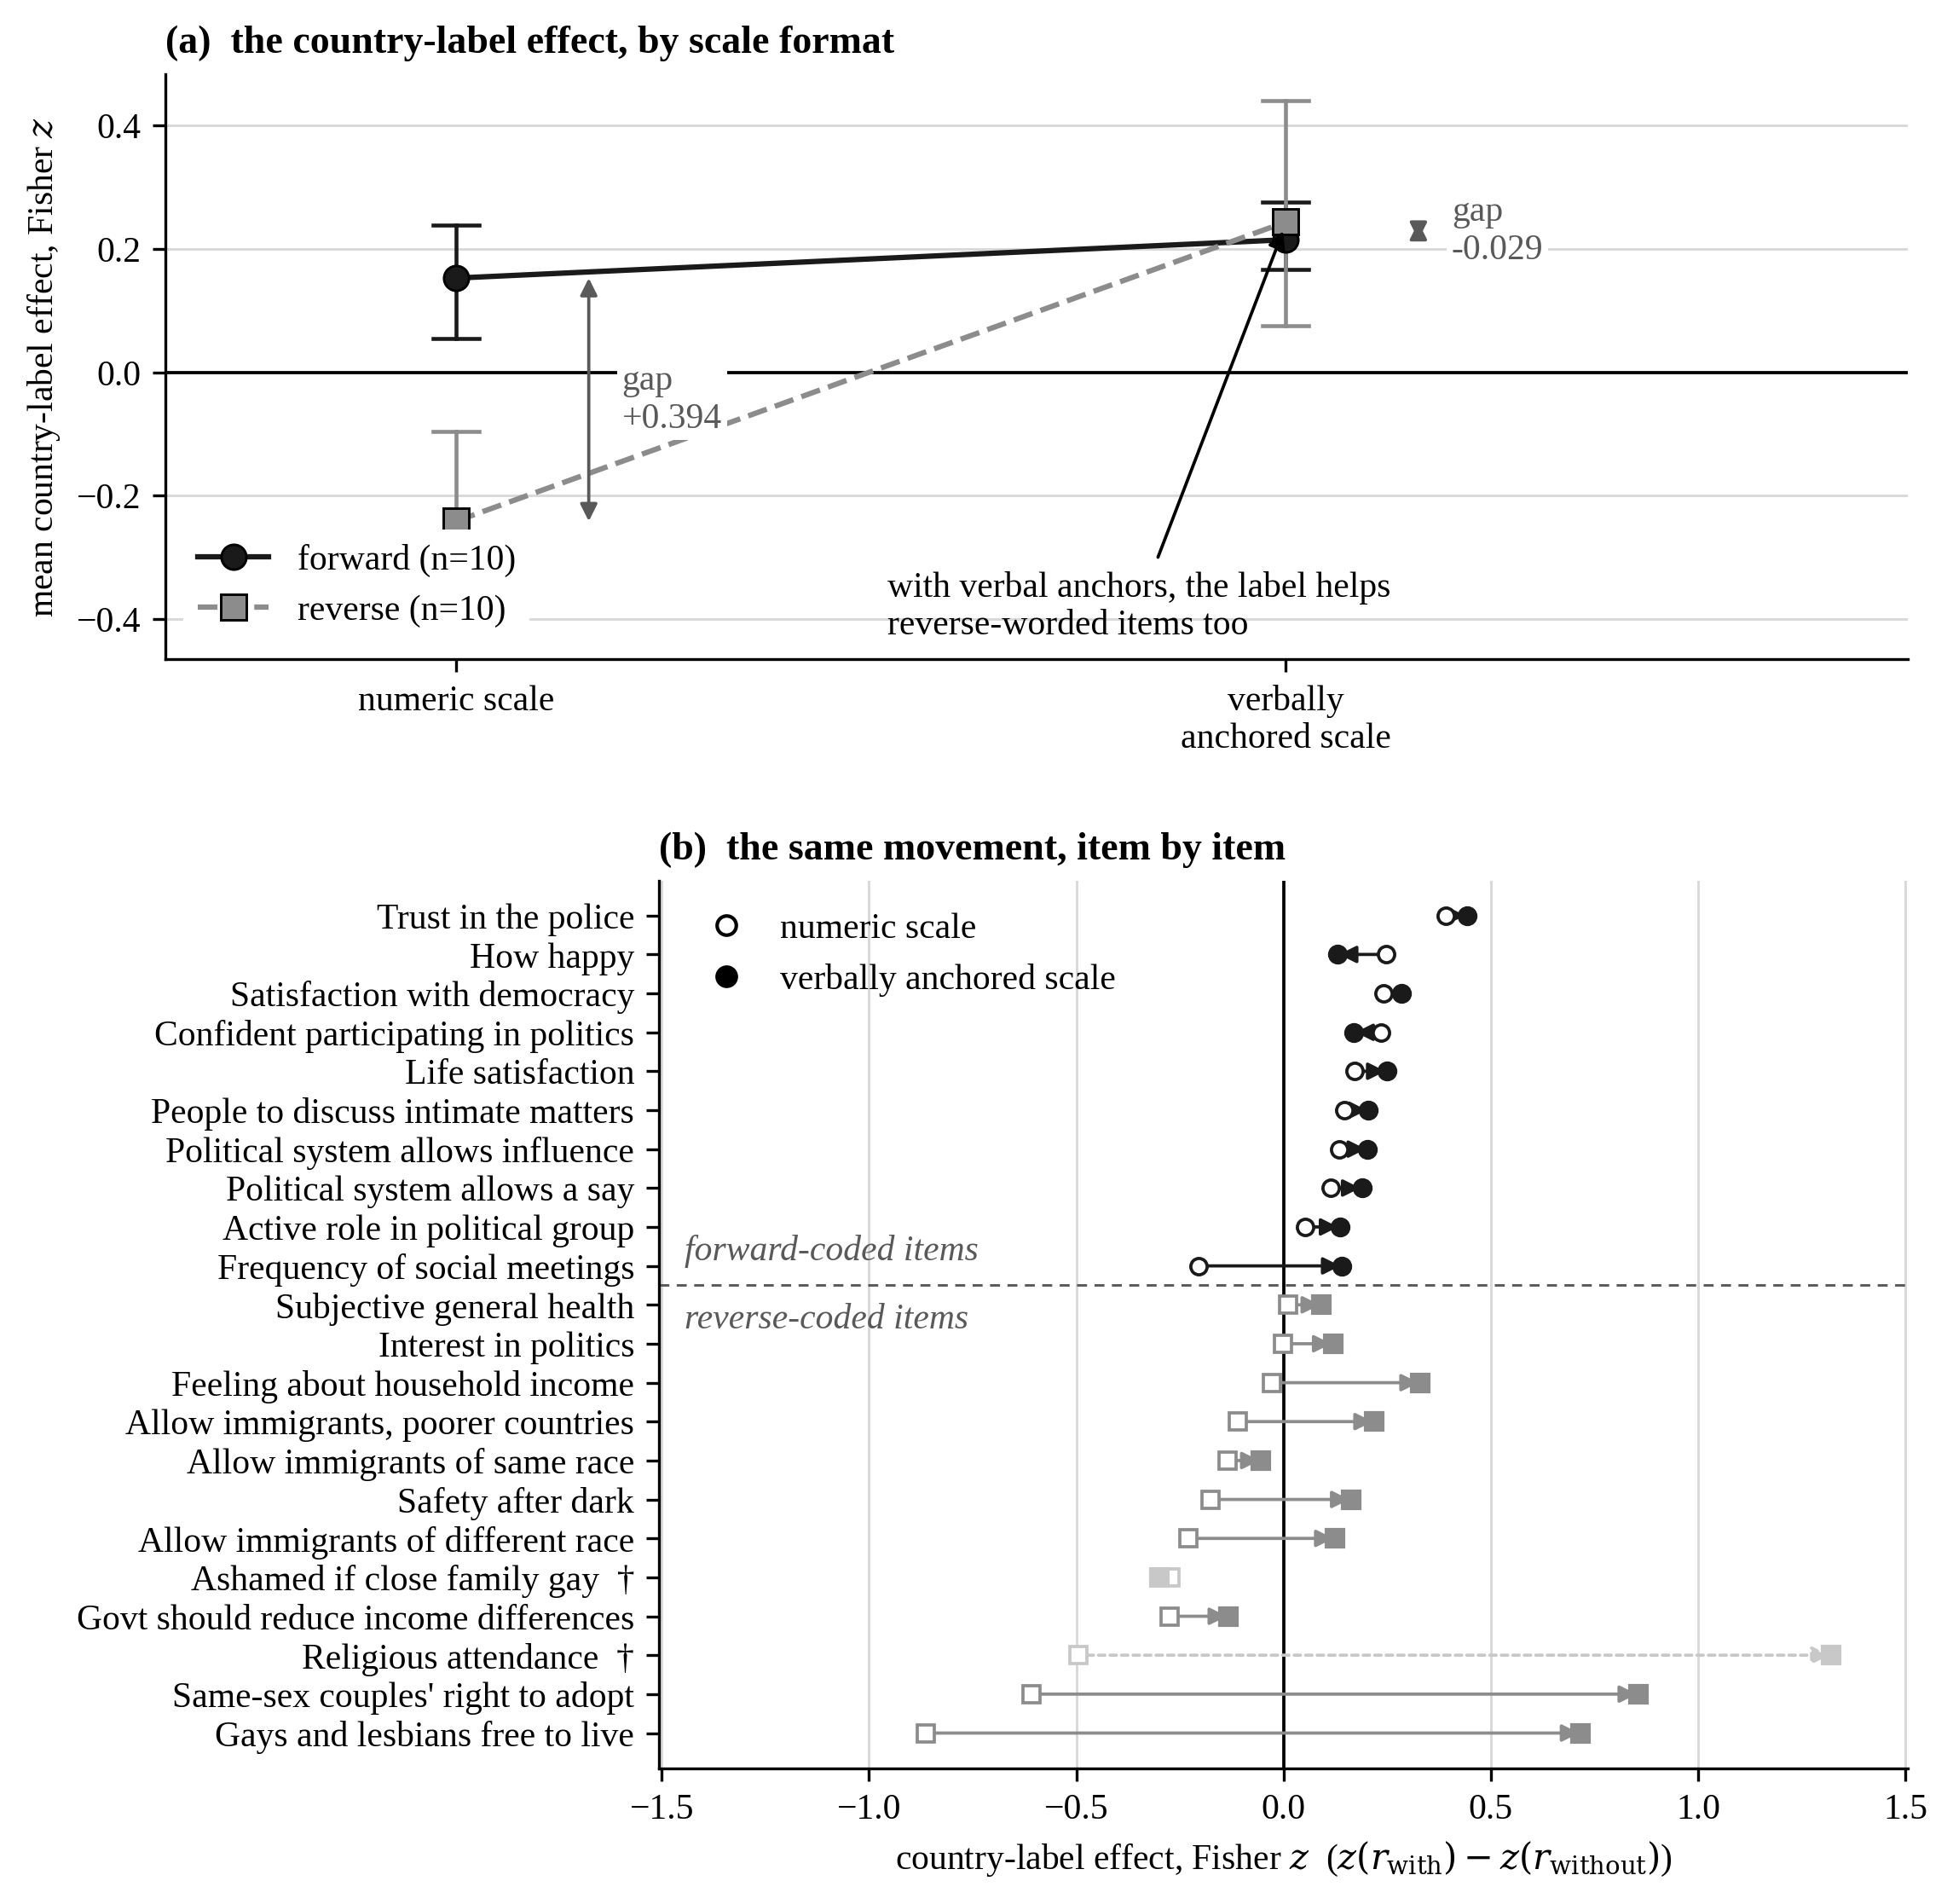 (a)  the country-label effect, by scale format
mean country-label effect, Fisher z
0.4
0.2
0.0
−0.2
−0.4
gap
-0.029
gap
+0.394
forward (n=10)
reverse (n=10)
with verbal anchors, the label helps
reverse-worded items too
numeric scale
verbally
anchored scale
(b)  the same movement, item by item
numeric scale
verbally anchored scale
Trust in the police
How happy
Satisfaction with democracy
Confident participating in politics
Life satisfaction
People to discuss intimate matters
Political system allows influence
Political system allows a say
Active role in political group
forward-coded items
Frequency of social meetings
Subjective general health
reverse-coded items
Interest in politics
Feeling about household income
Allow immigrants, poorer countries
Allow immigrants of same race
Safety after dark
Allow immigrants of different race
Ashamed if close family gay †
Govt should reduce income differences
Religious attendance †
Same-sex couples' right to adopt
Gays and lesbians free to live
−1.5
−1.0
−0.5
0.0
0.5
1.0
1.5
country-label effect, Fisher z (z(r_with) − z(r_without))